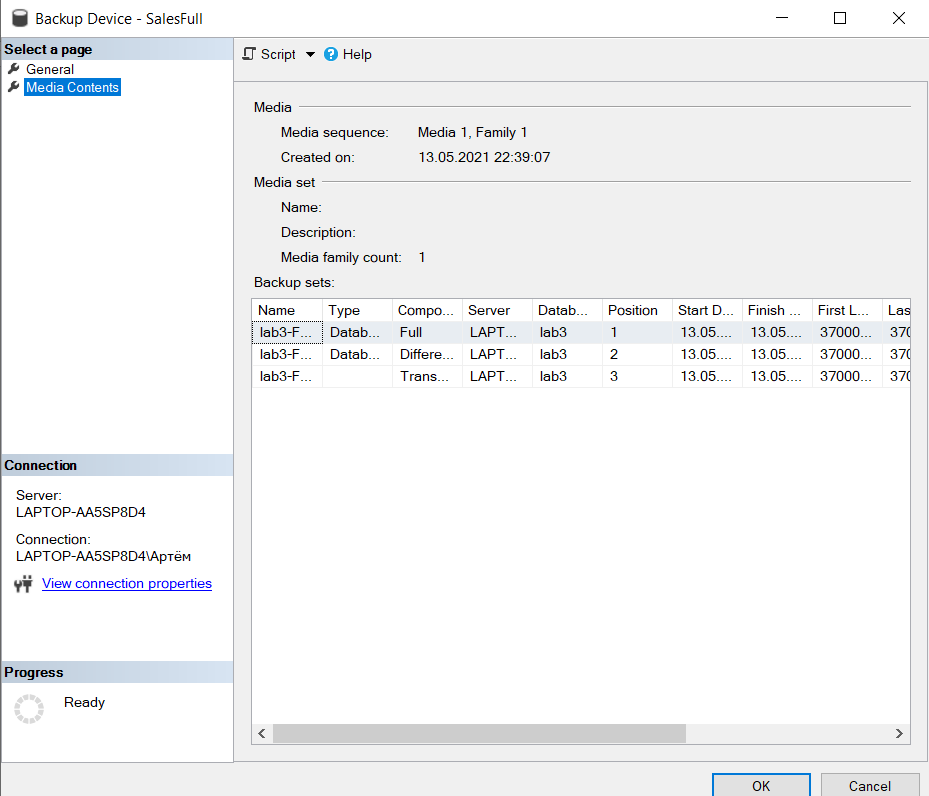 Backup Device - SalesFull
Select a page
General
Media Contents
Script Help
Media
Media sequence: Media 1, Family 1
Created on: 13.05.2021 22:39:07
Media set
Name:
Description:
Media family count: 1
Backup sets:
Name Type Compo... Server Datab... Position Start D... Finish ... First L... Las
lab3-F... Datab... Full LAPT... lab3 1 13.05.... 13.05.... 37000... 370
lab3-F... Datab... Differe... LAPT... lab3 2 13.05.... 13.05.... 37000... 370
lab3-F... Trans... LAPT... lab3 3 13.05.... 13.05.... 37000... 370
Connection
Server:
LAPTOP-AA5SP8D4
Connection:
LAPTOP-AA5SP8D4\Артём
View connection properties
Progress
Ready
OK Cancel